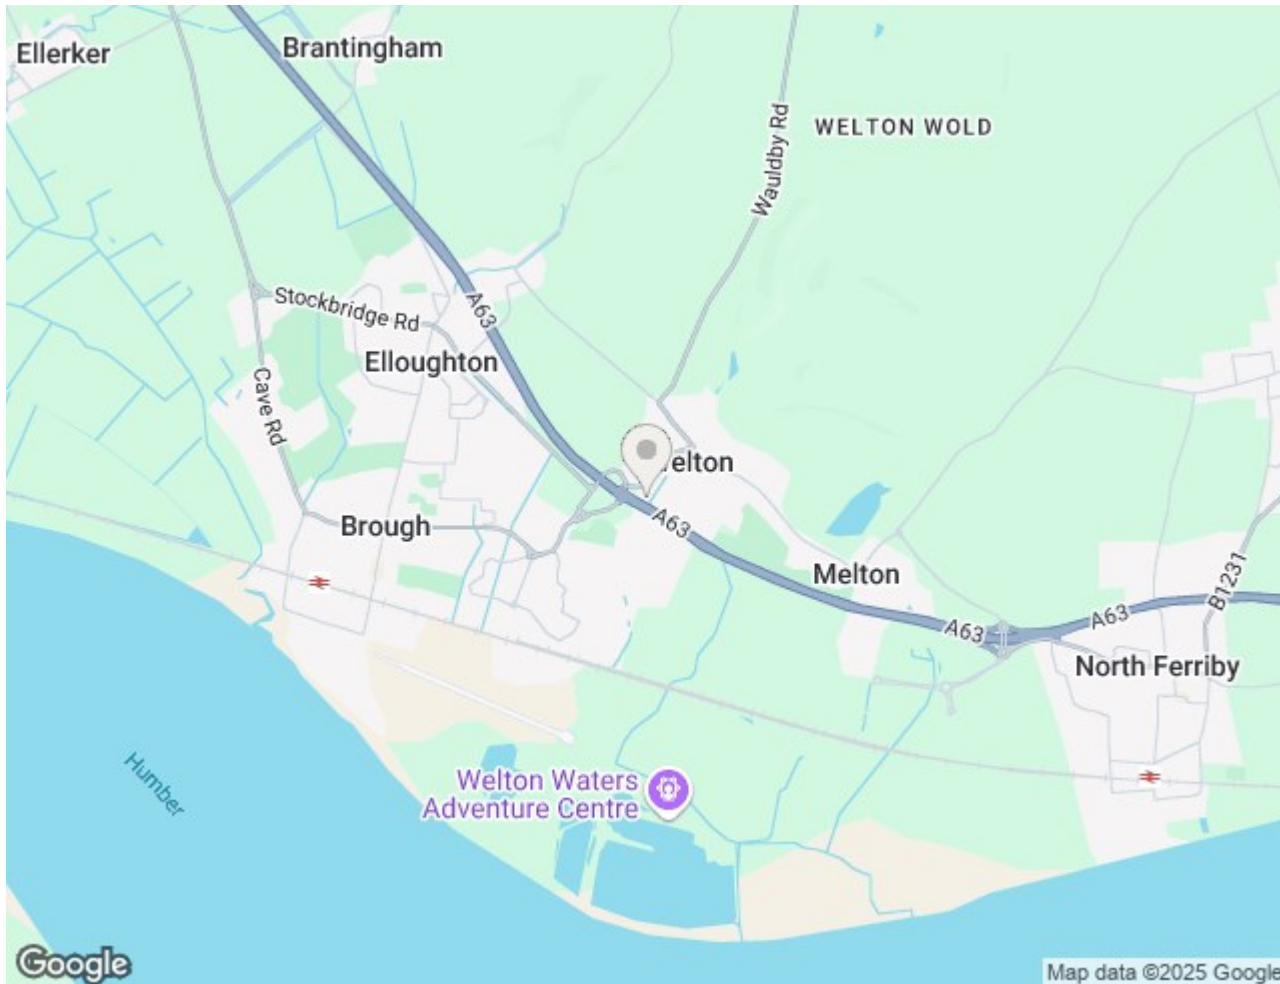 Ellerker
Brantingham
WELTON WOLD
Wauldby Rd
Stockbridge Rd
A63
Elloughton
Cave Rd
elton
Brough
A63
Melton
B1231
A63
A63
North Ferriby
Humber
Welton Waters
Adventure Centre
Google
Map data ©2025 Google